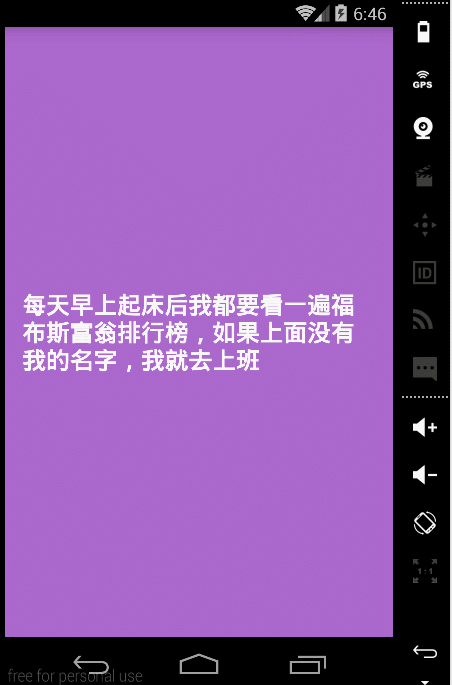 6:46
GPS
ID
每天早上起床后我都要看一遍福
布斯富翁排行榜，如果上面没有
我的名字，我就去上班
1:1
free for personal use